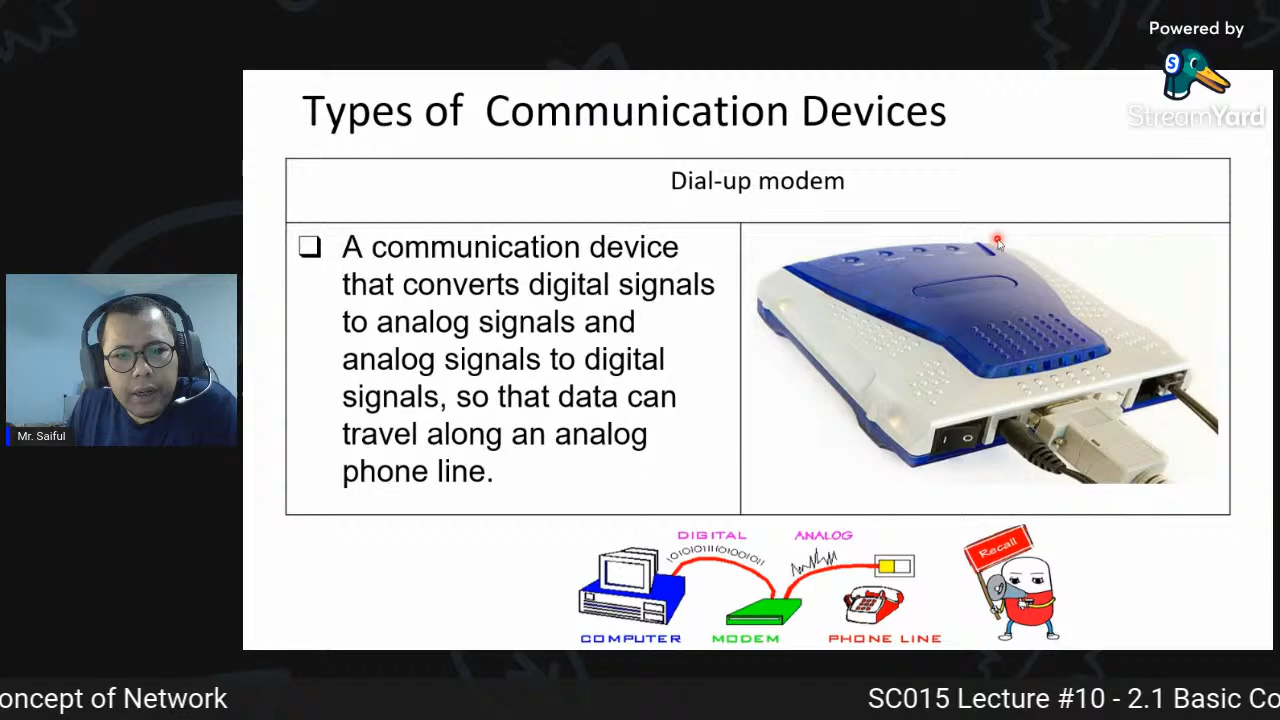 Powered by
StreamYard
Types of Communication Devices
Dial-up modem
A communication device
that converts digital signals
to analog signals and
analog signals to digital
signals, so that data can
travel along an analog
phone line.
DIGITAL
ANALOG
101010111101001011
Recall
COMPUTER
MODEM
PHONE LINE
Mr. Saiful
oncept of Network
SC015 Lecture #10 - 2.1 Basic Co